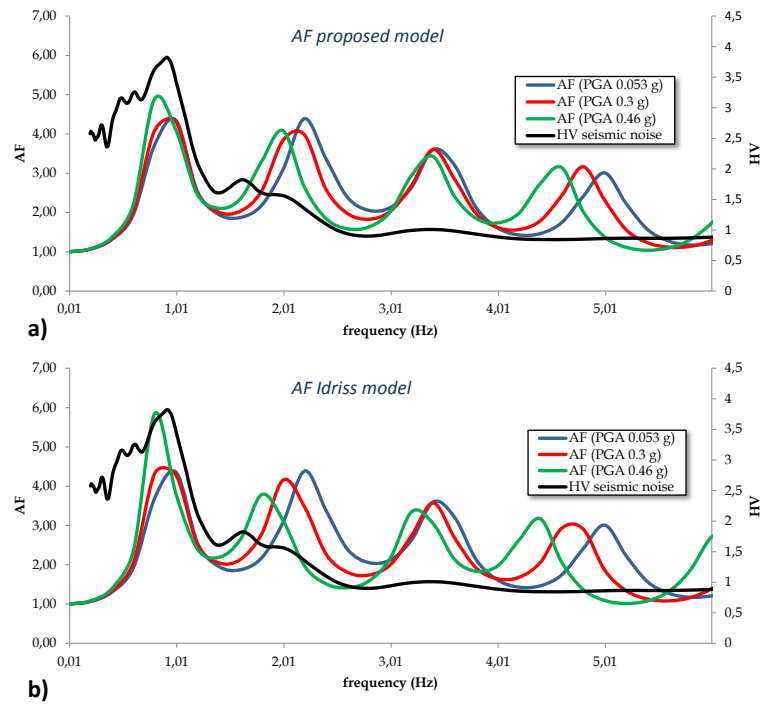 AF proposed model
7,00
6,00
5,00
4,00
3,00
2,00
1,00
0,00
AF
4,5
4
3,5
3
2,5
2
1,5
1
0,5
0
HV
AF (PGA 0.053 g)
AF (PGA 0.3 g)
AF (PGA 0.46 g)
HV seismic noise
0,01 1,01 2,01 3,01 4,01 5,01
frequency (Hz)
a)
AF Idriss model
7,00
6,00
5,00
4,00
3,00
2,00
1,00
0,00
AF
4,5
4
3,5
3
2,5
2
1,5
1
0,5
0
HV
AF (PGA 0.053 g)
AF (PGA 0.3 g)
AF (PGA 0.46 g)
HV seismic noise
0,01 1,01 2,01 3,01 4,01 5,01
frequency (Hz)
b)